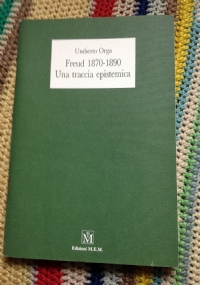 Umberto Orga
Freud 1870-1890
Una traccia epistemica
M
Edizioni M.E.M.